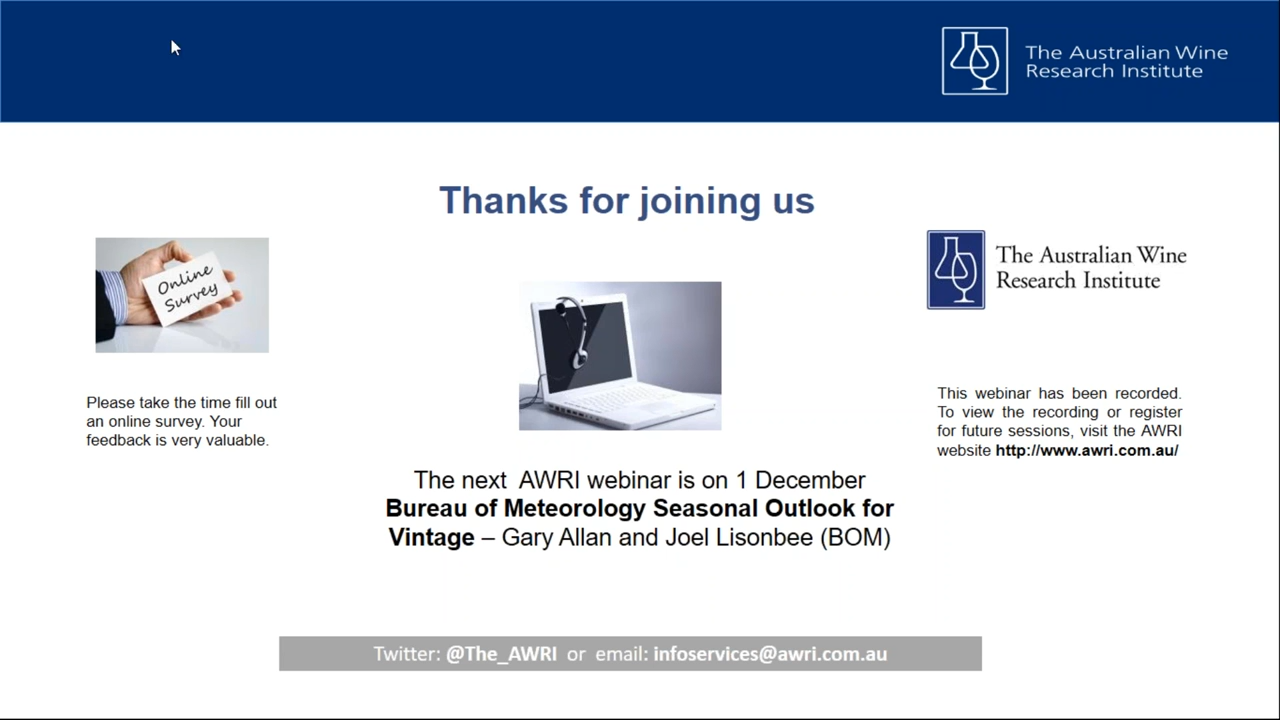 The Australian Wine
Research Institute
Thanks for joining us
Online
Survey
Please take the time fill out
an online survey. Your
feedback is very valuable.
The next AWRI webinar is on 1 December
Bureau of Meteorology Seasonal Outlook for
Vintage – Gary Allan and Joel Lisonbee (BOM)
The Australian Wine
Research Institute
This webinar has been recorded.
To view the recording or register
for future sessions, visit the AWRI
website http://www.awri.com.au/
Twitter: @The_AWRI or email: infoservices@awri.com.au